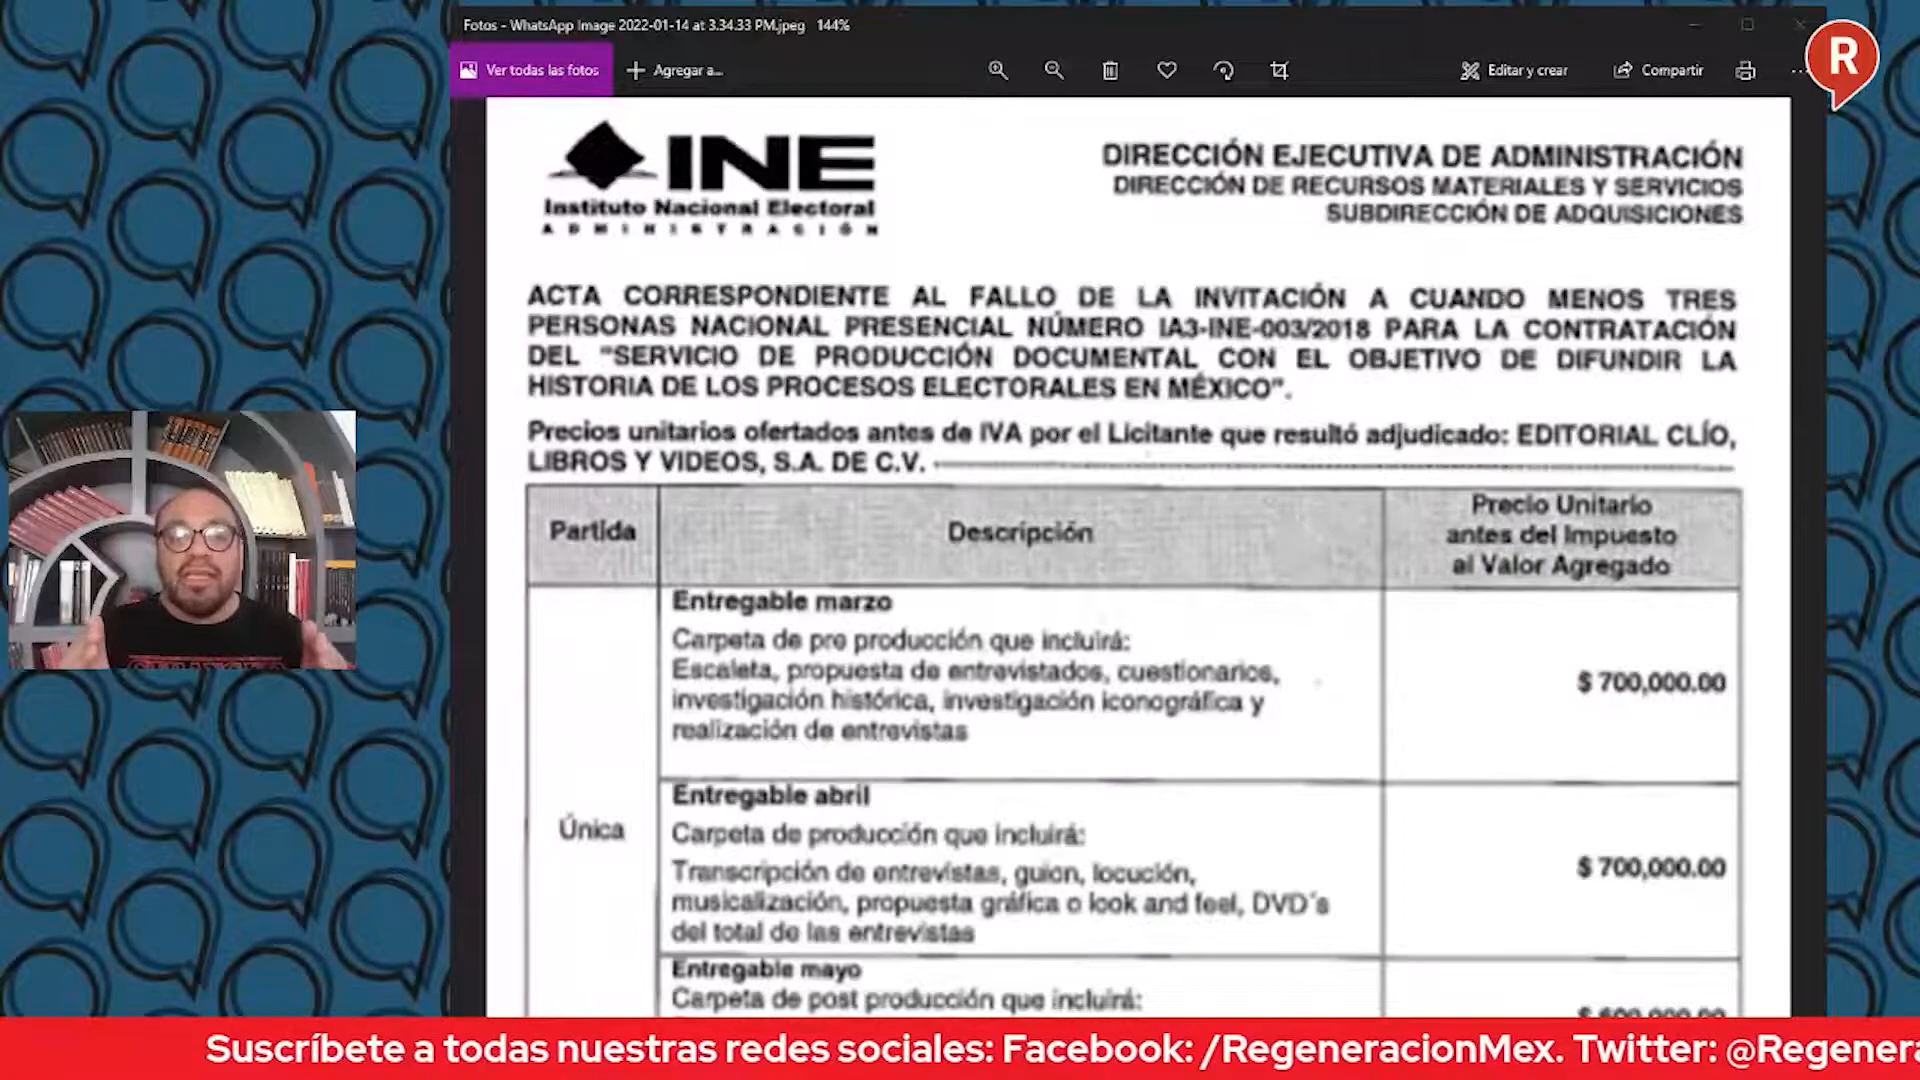 Fotos - WhatsApp Image 2022-01-14 at 3.34.33 PM.jpeg 144%
Ver todas las fotos
Agregar a...
Editar y crear
Compartir
R
INE
Instituto Nacional Electoral
ADMINISTRACIÓN
DIRECCIÓN EJECUTIVA DE ADMINISTRACIÓN
DIRECCIÓN DE RECURSOS MATERIALES Y SERVICIOS
SUBDIRECCIÓN DE ADQUISICIONES
ACTA CORRESPONDIENTE AL FALLO DE LA INVITACIÓN A CUANDO MENOS TRES
PERSONAS NACIONAL PRESENCIAL NÚMERO IA3-INE-003/2018 PARA LA CONTRATACIÓN
DEL "SERVICIO DE PRODUCCIÓN DOCUMENTAL CON EL OBJETIVO DE DIFUNDIR LA
HISTORIA DE LOS PROCESOS ELECTORALES EN MÉXICO".
Precios unitarios ofertados antes de IVA por el Licitante que resultó adjudicado: EDITORIAL CLÍO,
LIBROS Y VIDEOS, S.A. DE C.V.
Partida
Descripción
Precio Unitario
antes del Impuesto
al Valor Agregado
Única
Entregable marzo
Carpeta de pre producción que incluirá:
Escaleta, propuesta de entrevistados, cuestionarios,
investigación histórica, investigación iconográfica y
realización de entrevistas
$ 700,000.00
Entregable abril
Carpeta de producción que incluirá:
Transcripción de entrevistas, guion, locución,
musicalización, propuesta gráfica o look and feel, DVD´s
del total de las entrevistas
$ 700,000.00
Entregable mayo
Carpeta de post producción que incluirá:
Suscríbete a todas nuestras redes sociales: Facebook: /RegeneracionMex. Twitter: @Regenera